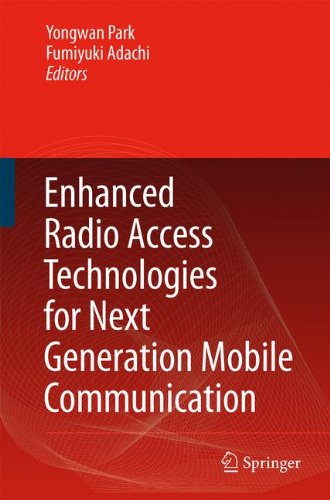 Yongwan Park
Fumiyuki Adachi
Editors
Enhanced
Radio Access
Technologies
for Next
Generation Mobile
Communication
Springer